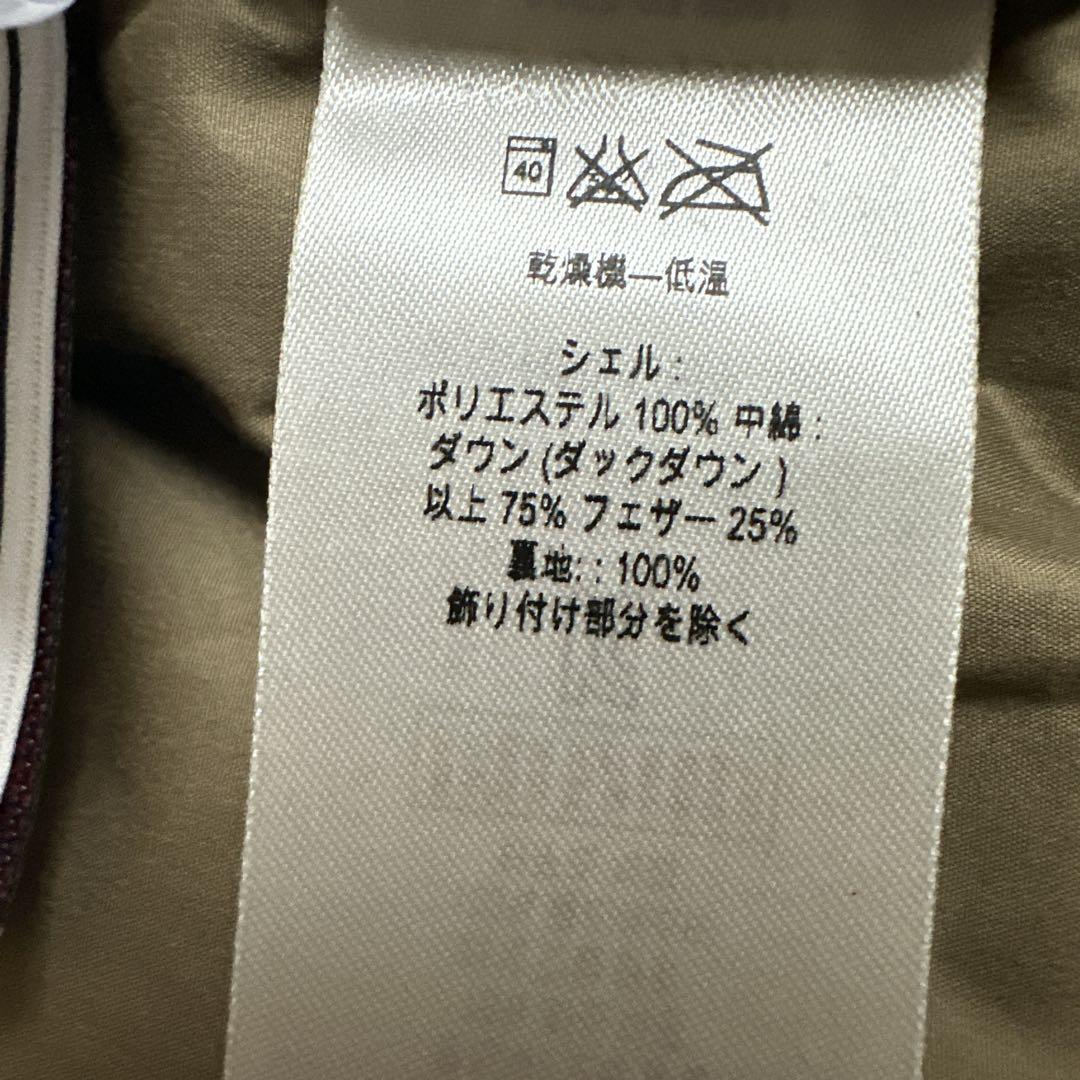 40
乾燥機—低温
シェル :
ポリエステル 100% 中綿 :
ダウン (ダックダウン )
以上 75% フェザー 25%
裏地: : 100%
飾り付け部分を除く